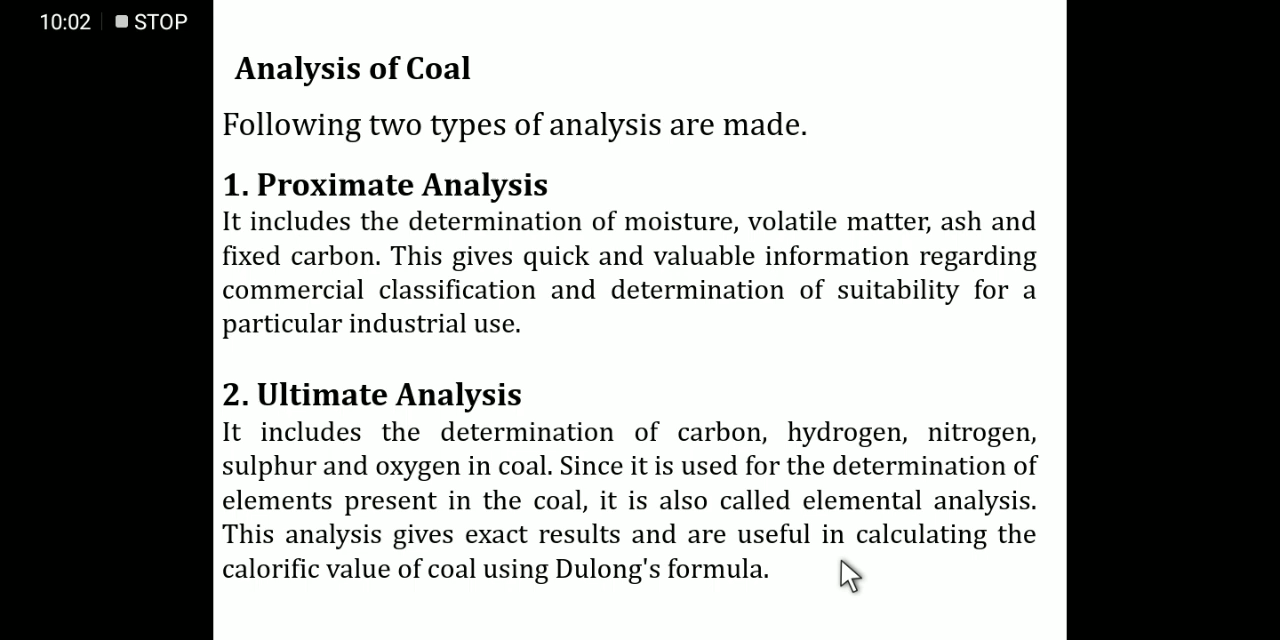 10:02 STOP
Analysis of Coal
Following two types of analysis are made.
1. Proximate Analysis
It includes the determination of moisture, volatile matter, ash and
fixed carbon. This gives quick and valuable information regarding
commercial classification and determination of suitability for a
particular industrial use.
2. Ultimate Analysis
It includes the determination of carbon, hydrogen, nitrogen,
sulphur and oxygen in coal. Since it is used for the determination of
elements present in the coal, it is also called elemental analysis.
This analysis gives exact results and are useful in calculating the
calorific value of coal using Dulong's formula.